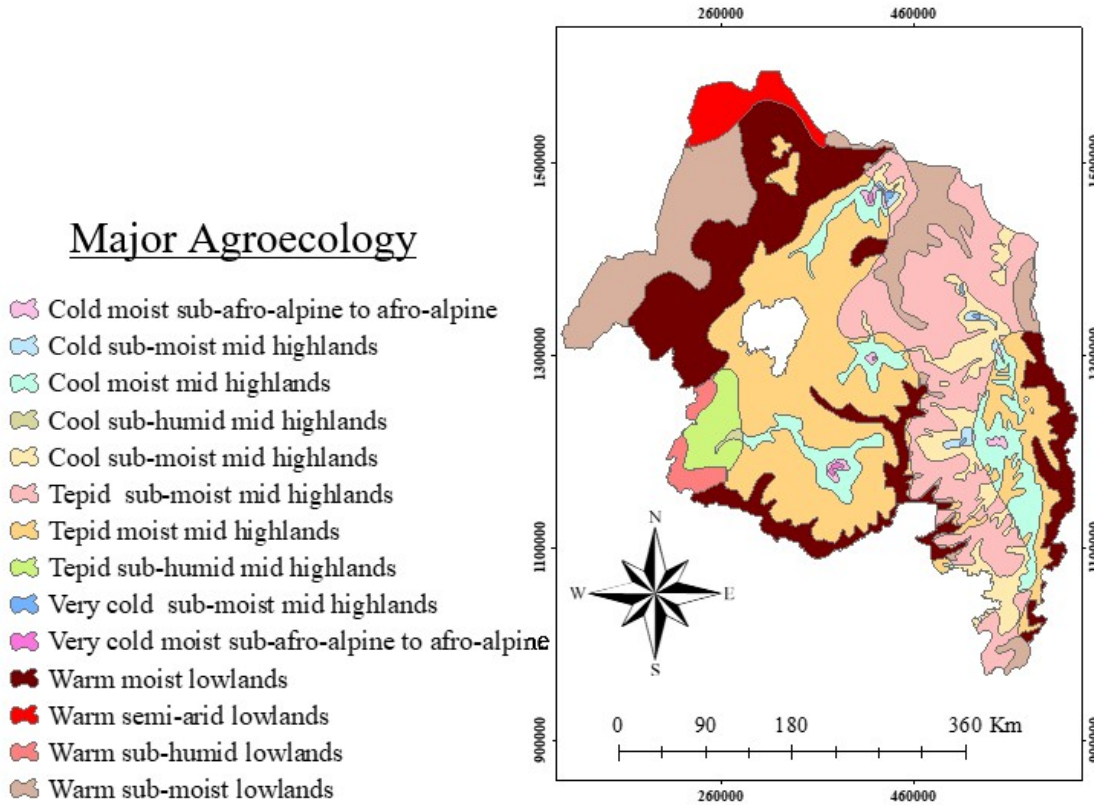 260000 460000
Major Agroecology
Cold moist sub-afro-alpine to afro-alpine
Cold sub-moist mid highlands
Cool moist mid highlands
Cool sub-humid mid highlands
Cool sub-moist mid highlands
Tepid sub-moist mid highlands
Tepid moist mid highlands
Tepid sub-humid mid highlands
Very cold sub-moist mid highlands
Very cold moist sub-afro-alpine to afro-alpine
Warm moist lowlands
Warm semi-arid lowlands
Warm sub-humid lowlands
Warm sub-moist lowlands
1500000 1500000
1300000 1300000
1100000 1100000
900000 900000
N
W E
S
0 90 180 360 Km
260000 460000